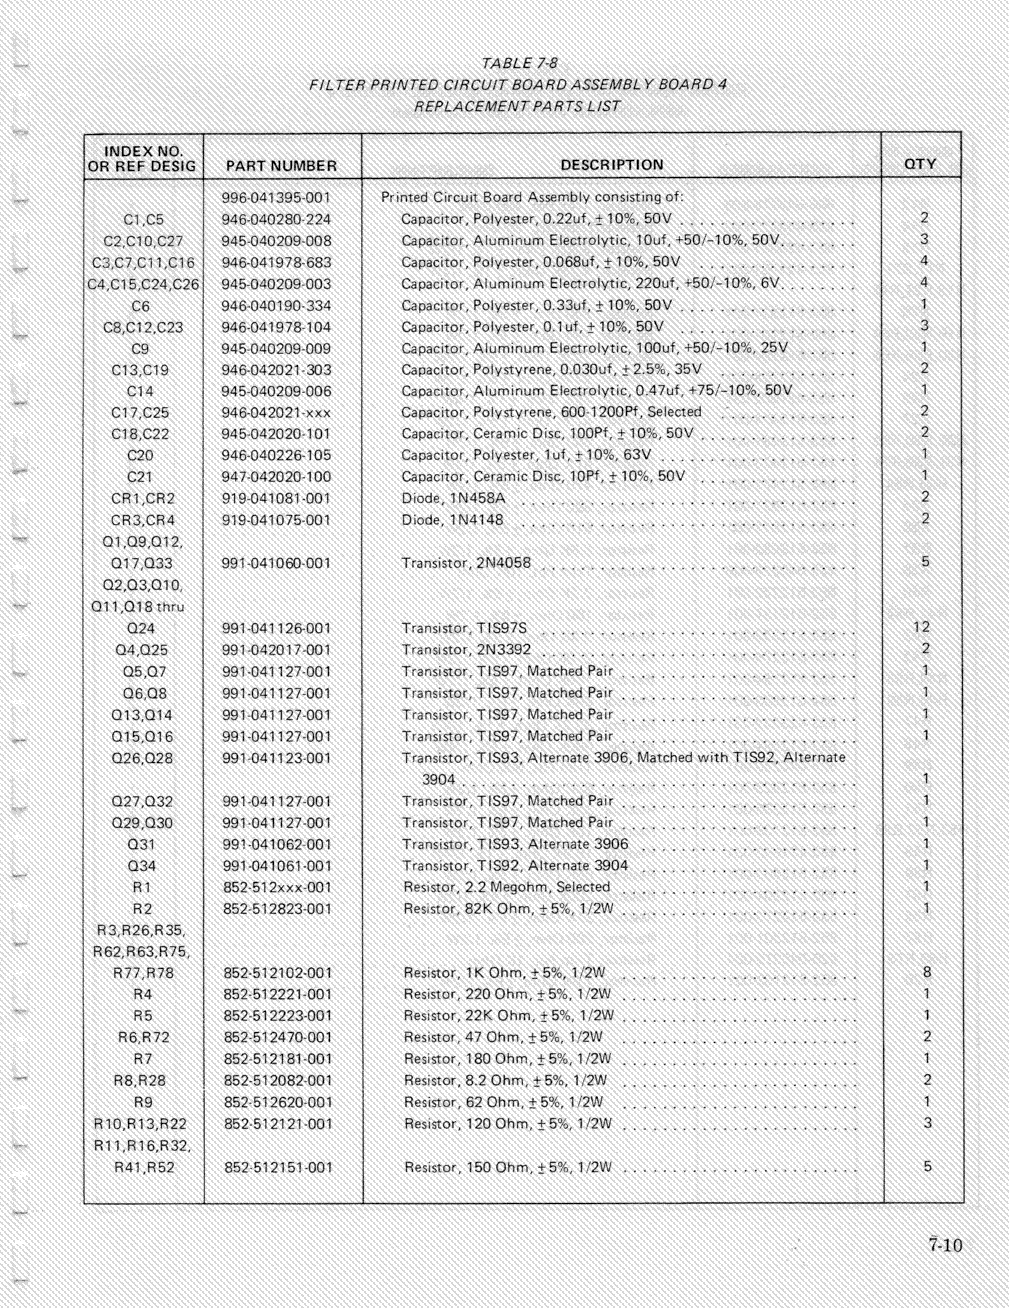 TABLE 7-8
FILTER PRINTED CIRCUIT BOARD ASSEMBLY BOARD 4
REPLACEMENT PARTS LIST
INDEX NO. OR REF DESIG PART NUMBER DESCRIPTION QTY
996-041395-001 Printed Circuit Board Assembly consisting of:
C1,C5 946-040280-224 Capacitor, Polyester, 0.22uf, ± 10%, 50V 2
C2,C10,C27 945-040209-008 Capacitor, Aluminum Electrolytic, 10uf, +50/-10%, 50V 3
C3,C7,C11,C16 946-041978-683 Capacitor, Polyester, 0.068uf, ± 10%, 50V 4
C4,C15,C24,C26 945-040209-003 Capacitor, Aluminum Electrolytic, 220uf, +50/-10%, 6V 4
C6 946-040190-334 Capacitor, Polyester, 0.33uf, ± 10%, 50V 1
C8,C12,C23 946-041978-104 Capacitor, Polyester, 0.1uf, ± 10%, 50V 3
C9 945-040209-009 Capacitor, Aluminum Electrolytic, 100uf, +50/-10%, 25V 1
C13,C19 946-042021-303 Capacitor, Polystyrene, 0.030uf, ± 2.5%, 35V 2
C14 945-040209-006 Capacitor, Aluminum Electrolytic, 0.47uf, +75/-10%, 50V 1
C17,C25 946-042021-xxx Capacitor, Polystyrene, 600-1200Pf, Selected 2
C18,C22 945-042020-101 Capacitor, Ceramic Disc, 100Pf, ± 10%, 50V 2
C20 946-040226-105 Capacitor, Polyester, 1uf, ± 10%, 63V 1
C21 947-042020-100 Capacitor, Ceramic Disc, 10Pf, ± 10%, 50V 1
CR1,CR2 919-041081-001 Diode, 1N458A 2
CR3,CR4 919-041075-001 Diode, 1N4148 2
Q1,Q9,Q12,
Q17,Q33 991-041060-001 Transistor, 2N4058 5
Q2,Q3,Q10,
Q11,Q18 thru
Q24 991-041126-001 Transistor, TIS97S 12
Q4,Q25 991-042017-001 Transistor, 2N3392 2
Q5,Q7 991-041127-001 Transistor, TIS97, Matched Pair 1
Q6,Q8 991-041127-001 Transistor, TIS97, Matched Pair 1
Q13,Q14 991-041127-001 Transistor, TIS97, Matched Pair 1
Q15,Q16 991-041127-001 Transistor, TIS97, Matched Pair 1
Q26,Q28 991-041123-001 Transistor, TIS93, Alternate 3906, Matched with TIS92, Alternate
3904 1
Q27,Q32 991-041127-001 Transistor, TIS97, Matched Pair 1
Q29,Q30 991-041127-001 Transistor, TIS97, Matched Pair 1
Q31 991-041062-001 Transistor, TIS93, Alternate 3906 1
Q34 991-041061-001 Transistor, TIS92, Alternate 3904 1
R1 852-512xxx-001 Resistor, 2.2 Megohm, Selected 1
R2 852-512823-001 Resistor, 82K Ohm, ± 5%, 1/2W 1
R3,R26,R35,
R62,R63,R75,
R77,R78 852-512102-001 Resistor, 1K Ohm, ± 5%, 1/2W 8
R4 852-512221-001 Resistor, 220 Ohm, ± 5%, 1/2W 1
R5 852-512223-001 Resistor, 22K Ohm, ± 5%, 1/2W 1
R6,R72 852-512470-001 Resistor, 47 Ohm, ± 5%, 1/2W 2
R7 852-512181-001 Resistor, 180 Ohm, ± 5%, 1/2W 1
R8,R28 852-512082-001 Resistor, 8.2 Ohm, ± 5%, 1/2W 2
R9 852-512620-001 Resistor, 62 Ohm, ± 5%, 1/2W 1
R10,R13,R22 852-512121-001 Resistor, 120 Ohm, ± 5%, 1/2W 3
R11,R16,R32,
R41,R52 852-512151-001 Resistor, 150 Ohm, ± 5%, 1/2W 5
7-10